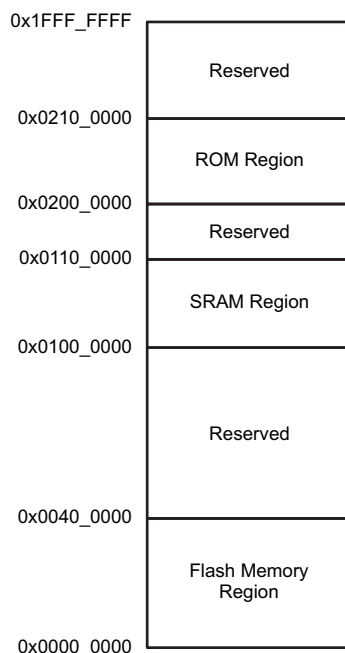 0x1FFF_FFFF
Reserved
0x0210_0000
ROM Region
0x0200_0000
Reserved
0x0110_0000
SRAM Region
0x0100_0000
Reserved
0x0040_0000
Flash Memory
Region
0x0000_0000